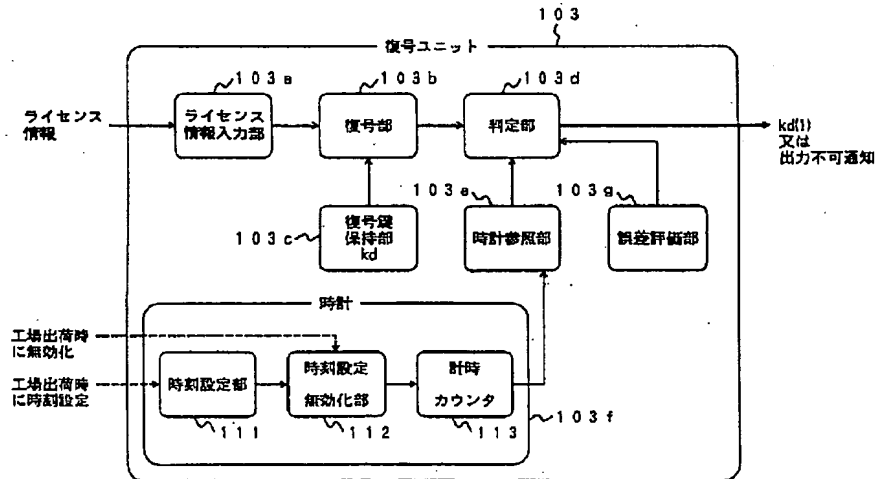 103
復号ユニット
103a
103b
103d
ライセンス
情報
ライセンス
情報入力部
復号部
判定部
kd(1)
又は
出力不可通知
103e
103g
103c
復号鍵
保持部
kd
時計参照部
誤差評価部
時計
工場出荷時
に無効化
工場出荷時
に時刻設定
時刻設定部
時刻設定
無効化部
計時
カウンタ
111
112
113
103f